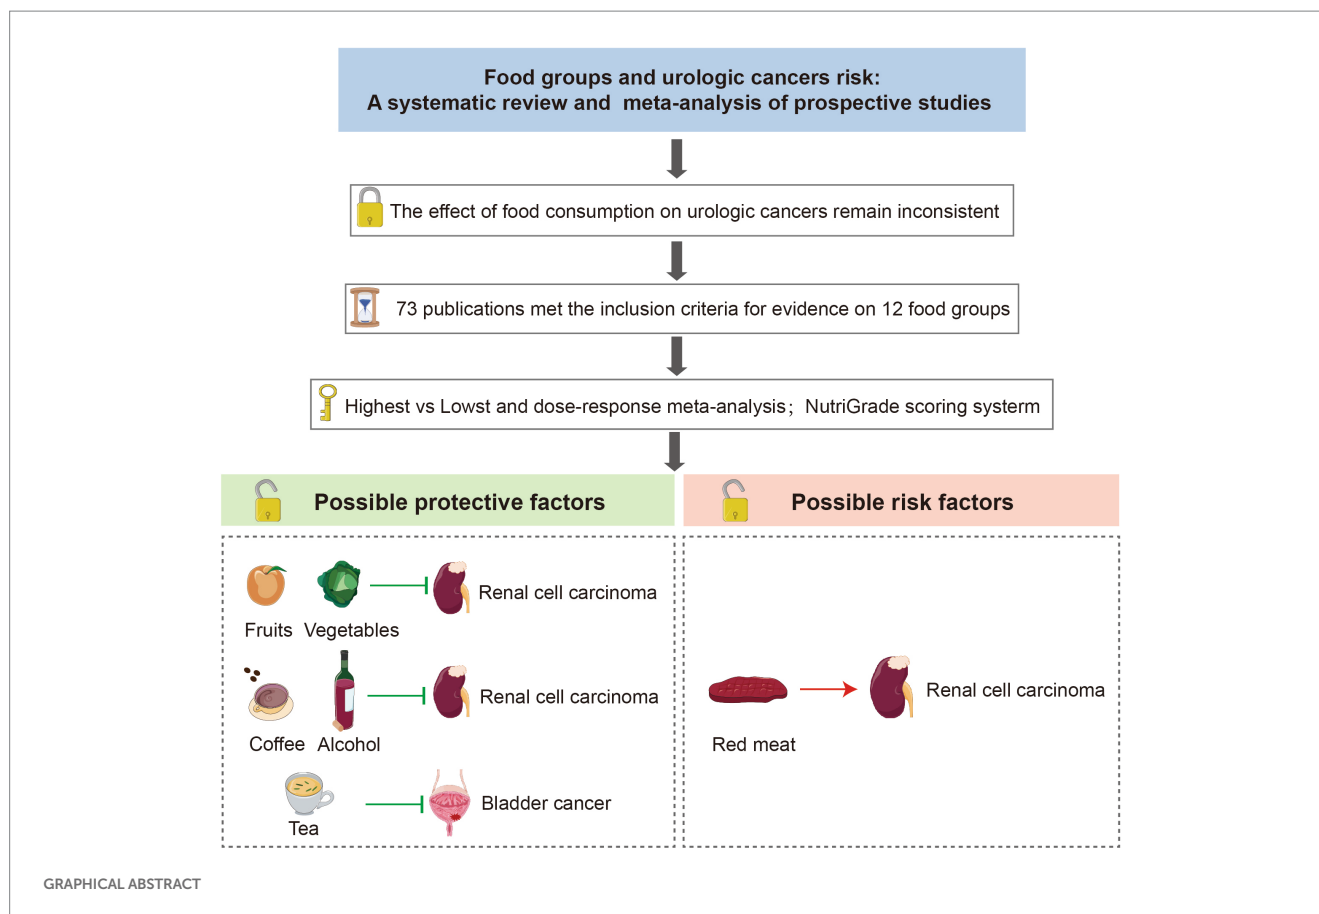 Food groups and urologic cancers risk:
A systematic review and meta-analysis of prospective studies
The effect of food consumption on urologic cancers remain inconsistent
73 publications met the inclusion criteria for evidence on 12 food groups
Highest vs Lowst and dose-response meta-analysis; NutriGrade scoring systerm
Possible protective factors
Possible risk factors
Renal cell carcinoma
Fruits Vegetables
Renal cell carcinoma
Coffee Alcohol
Bladder cancer
Tea
Renal cell carcinoma
Red meat
GRAPHICAL ABSTRACT